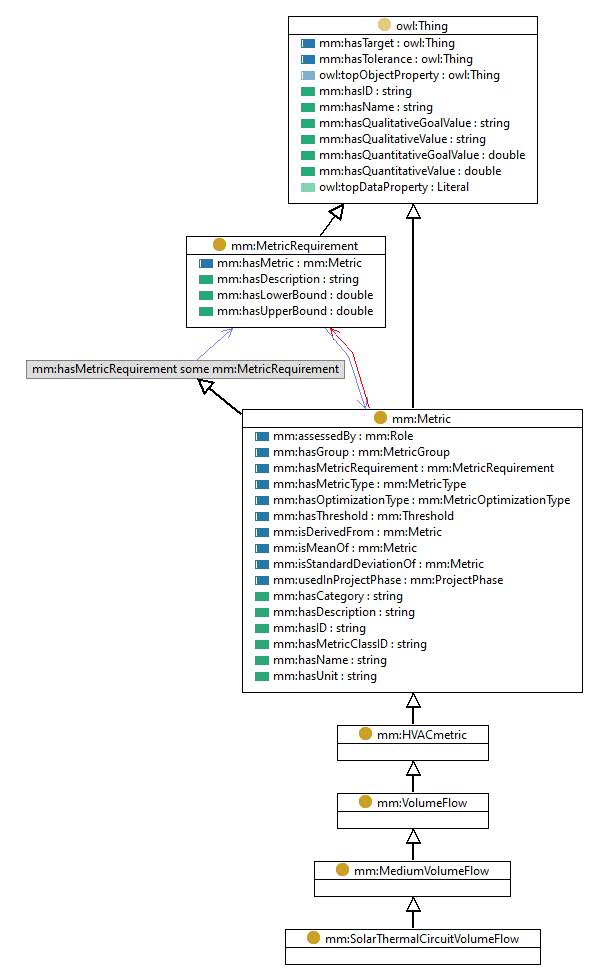 owl:Thing
mm:hasTarget : owl:Thing
mm:hasTolerance : owl:Thing
owl:topObjectProperty : owl:Thing
mm:hasID : string
mm:hasName : string
mm:hasQualitativeGoalValue : string
mm:hasQualitativeValue : string
mm:hasQuantitativeGoalValue : double
mm:hasQuantitativeValue : double
owl:topDataProperty : Literal
mm:MetricRequirement
mm:hasMetric : mm:Metric
mm:hasDescription : string
mm:hasLowerBound : double
mm:hasUpperBound : double
mm:hasMetricRequirement some mm:MetricRequirement
mm:Metric
mm:assessedBy : mm:Role
mm:hasGroup : mm:MetricGroup
mm:hasMetricRequirement : mm:MetricRequirement
mm:hasMetricType : mm:MetricType
mm:hasOptimizationType : mm:MetricOptimizationType
mm:hasThreshold : mm:Threshold
mm:isDerivedFrom : mm:Metric
mm:isMeanOf : mm:Metric
mm:isStandardDeviationOf : mm:Metric
mm:usedInProjectPhase : mm:ProjectPhase
mm:hasCategory : string
mm:hasDescription : string
mm:hasID : string
mm:hasMetricClassID : string
mm:hasName : string
mm:hasUnit : string
mm:HVACmetric
mm:VolumeFlow
mm:MediumVolumeFlow
mm:SolarThermalCircuitVolumeFlow